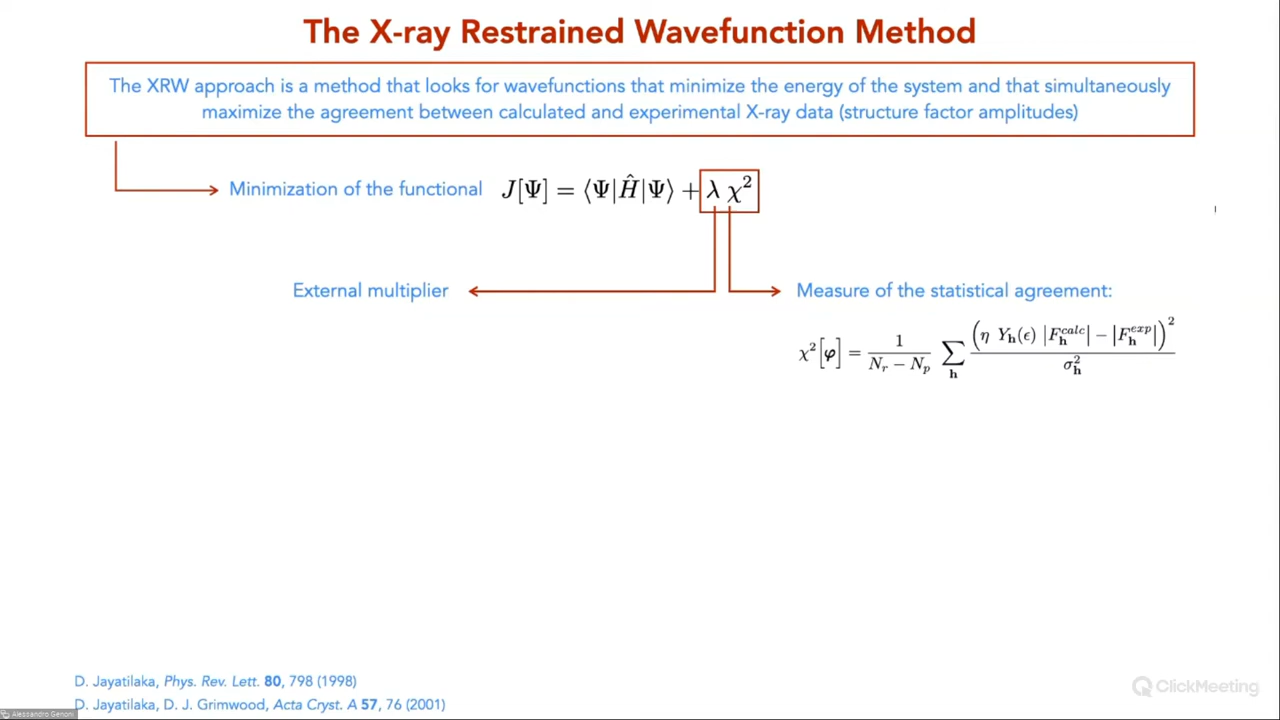 The X-ray Restrained Wavefunction Method
The XRW approach is a method that looks for wavefunctions that minimize the energy of the system and that simultaneously
maximize the agreement between calculated and experimental X-ray data (structure factor amplitudes)
Minimization of the functional J[Ψ] = ⟨Ψ|Ĥ|Ψ⟩ + λ χ²
External multiplier
Measure of the statistical agreement:
χ²[φ] = 1 / (N_r − N_p) ∑_h (η Y_h(ϵ) |F_h^calc| − |F_h^exp|)² / σ_h²
D. Jayatilaka, Phys. Rev. Lett. 80, 798 (1998)
D. Jayatilaka, D. J. Grimwood, Acta Cryst. A 57, 76 (2001)
ClickMeeting
Alessandro Genoni